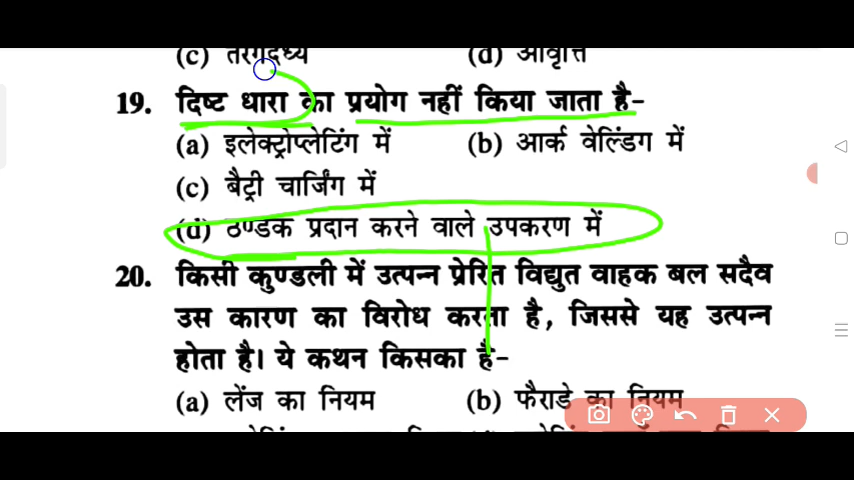 (c) तरंगदैर्ध्य (d) आवृत्ति
19. दिष्ट धारा का प्रयोग नहीं किया जाता है-
(a) इलेक्ट्रोप्लेटिंग में (b) आर्क वेल्डिंग में
(c) बैट्री चार्जिंग में
(d) ठण्डक प्रदान करने वाले उपकरण में
20. किसी कुण्डली में उत्पन्न प्रेरित विद्युत वाहक बल सदैव
उस कारण का विरोध करता है, जिससे यह उत्पन्न
होता है। ये कथन किसका है-
(a) लेंज का नियम (b) फैराडे का नियम